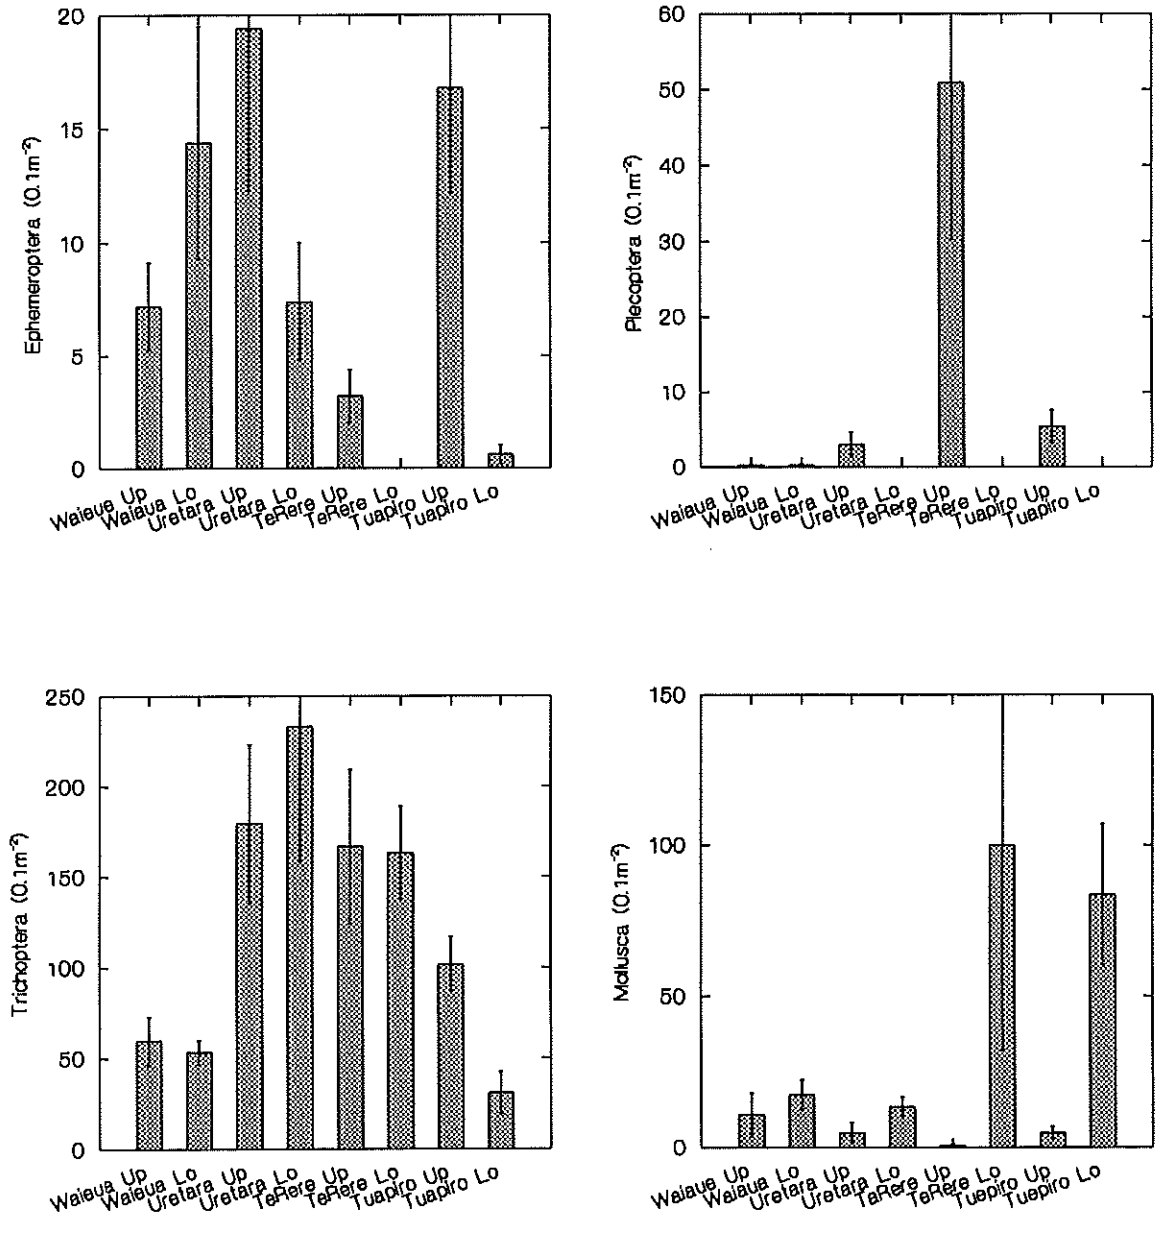 20
15
10
5
0
Ephemeroptera (0.1m⁻²)
Waiaua Up
Waiaua Lo
Uretara Up
Uretara Lo
TeRere Up
TeRere Lo
Tuapiro Up
Tuapiro Lo
60
50
40
30
20
10
0
Plecoptera (0.1m⁻²)
Waiaua Up
Waiaua Lo
Uretara Up
Uretara Lo
TeRere Up
TeRere Lo
Tuapiro Up
Tuapiro Lo
250
200
150
100
50
0
Trichoptera (0.1m⁻²)
Waiaua Up
Waiaua Lo
Uretara Up
Uretara Lo
TeRere Up
TeRere Lo
Tuapiro Up
Tuapiro Lo
150
100
50
0
Mollusca (0.1m⁻²)
Waiaua Up
Waiaua Lo
Uretara Up
Uretara Lo
TeRere Up
TeRere Lo
Tuapiro Up
Tuapiro Lo